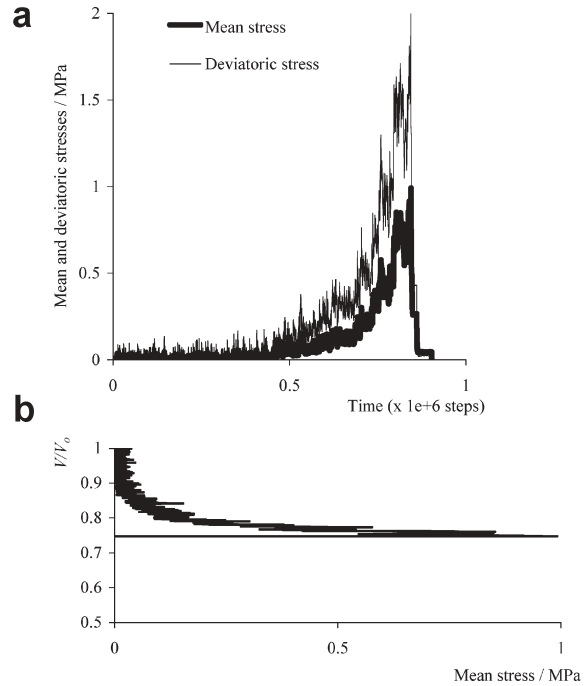 a
Mean stress
Deviatoric stress
Mean and deviatoric stresses / MPa
2
1.5
1
0.5
0
0
0.5
1
Time (x 1e+6 steps)
b
V/Vo
1
0.9
0.8
0.7
0.6
0.5
0
0.5
1
Mean stress / MPa